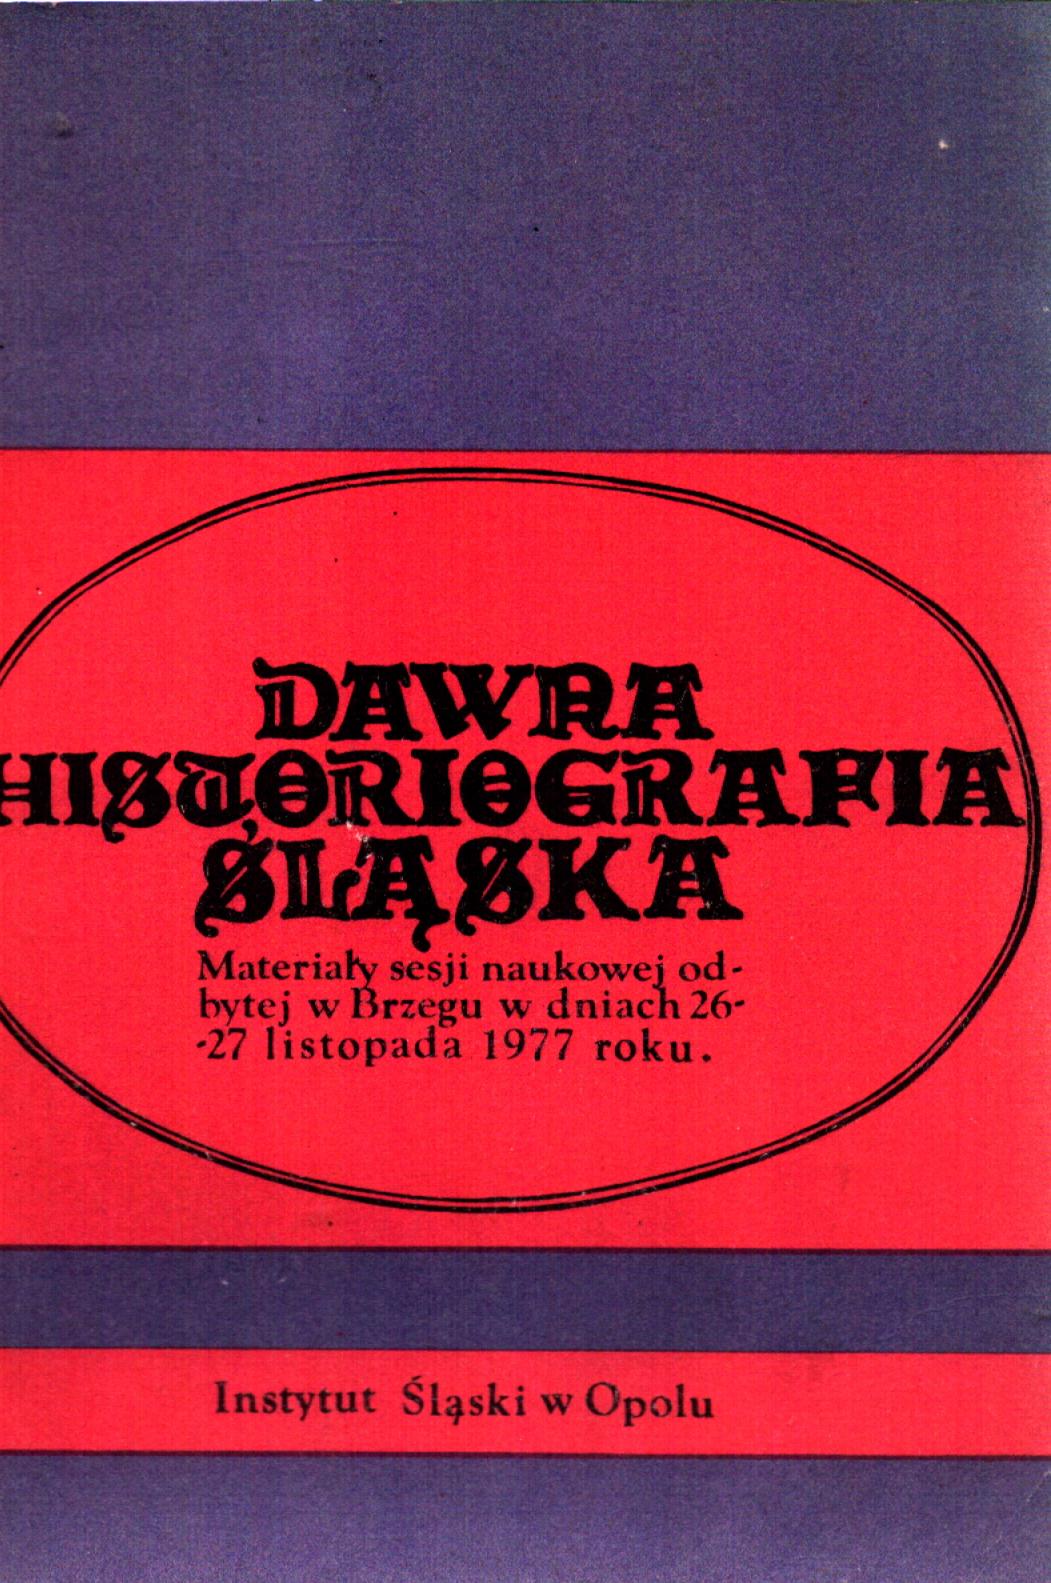 DAWNA
HISTORIOGRAFIA
ŚLĄSKA
Materiały sesji naukowej od-
bytej w Brzegu w dniach 26-
-27 listopada 1977 roku.
Instytut Śląski w Opolu